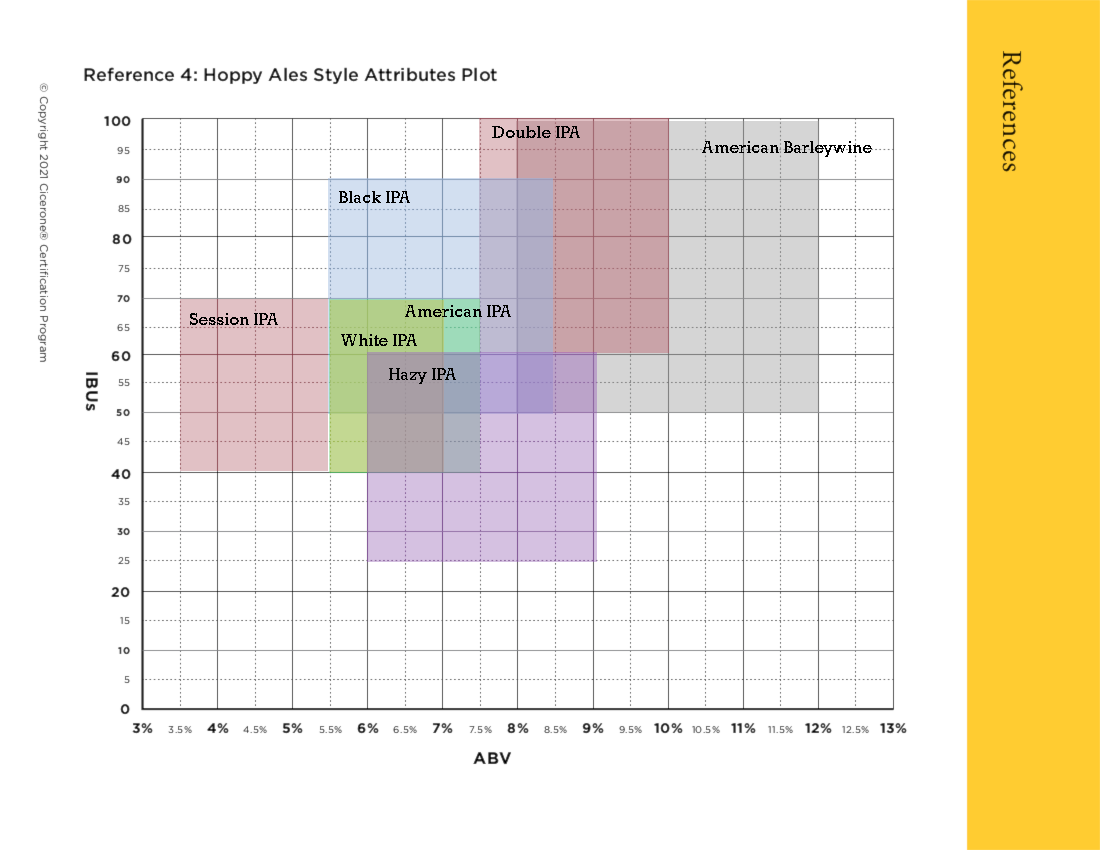 References
© Copyright 2021 Cicerone® Certification Program
Reference 4: Hoppy Ales Style Attributes Plot
100
95
90
85
80
75
70
65
60
55
50
45
40
35
30
25
20
15
10
5
0
IBUs
Double IPA
American Barleywine
Black IPA
American IPA
Session IPA
White IPA
Hazy IPA
3% 3.5% 4% 4.5% 5% 5.5% 6% 6.5% 7% 7.5% 8% 8.5% 9% 9.5% 10% 10.5% 11% 11.5% 12% 12.5% 13%
ABV